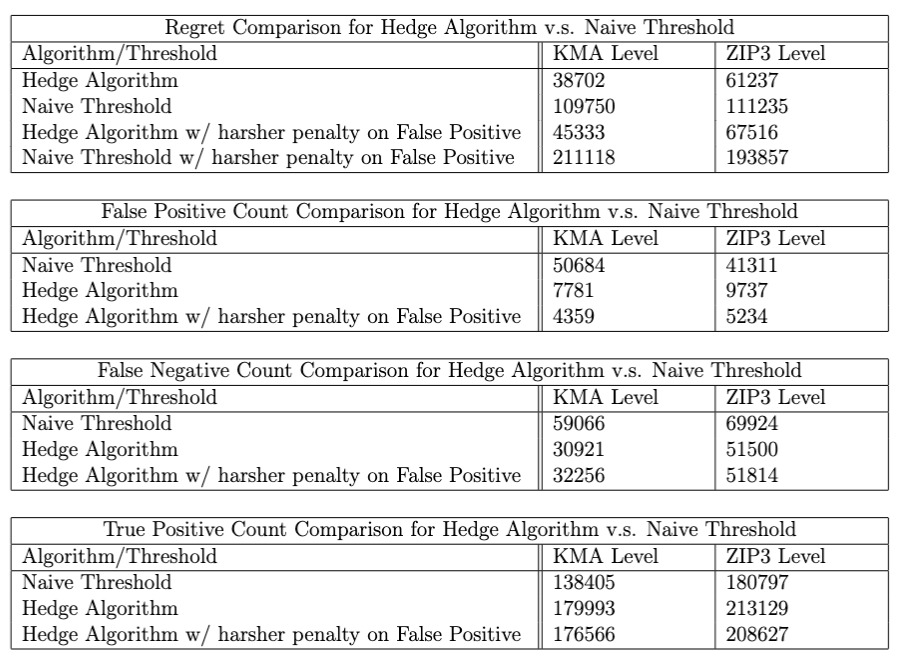 Regret Comparison for Hedge Algorithm v.s. Naive Threshold
Algorithm/Threshold KMA Level ZIP3 Level
Hedge Algorithm 38702 61237
Naive Threshold 109750 111235
Hedge Algorithm w/ harsher penalty on False Positive 45333 67516
Naive Threshold w/ harsher penalty on False Positive 211118 193857
False Positive Count Comparison for Hedge Algorithm v.s. Naive Threshold
Algorithm/Threshold KMA Level ZIP3 Level
Naive Threshold 50684 41311
Hedge Algorithm 7781 9737
Hedge Algorithm w/ harsher penalty on False Positive 4359 5234
False Negative Count Comparison for Hedge Algorithm v.s. Naive Threshold
Algorithm/Threshold KMA Level ZIP3 Level
Naive Threshold 59066 69924
Hedge Algorithm 30921 51500
Hedge Algorithm w/ harsher penalty on False Positive 32256 51814
True Positive Count Comparison for Hedge Algorithm v.s. Naive Threshold
Algorithm/Threshold KMA Level ZIP3 Level
Naive Threshold 138405 180797
Hedge Algorithm 179993 213129
Hedge Algorithm w/ harsher penalty on False Positive 176566 208627